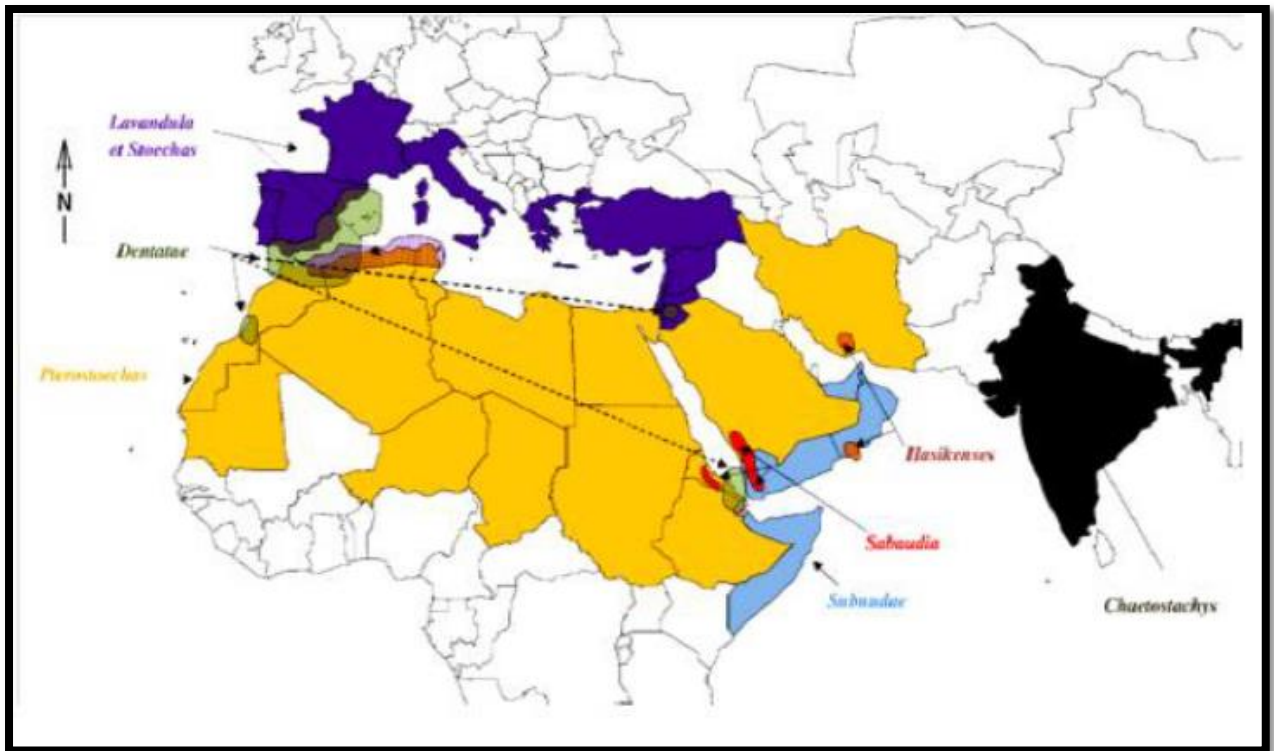 Lavandula
et Stoechas
N
Dentatae
Pterostoechas
Hasikenses
Sabaudia
Subnudae
Chaetostachys